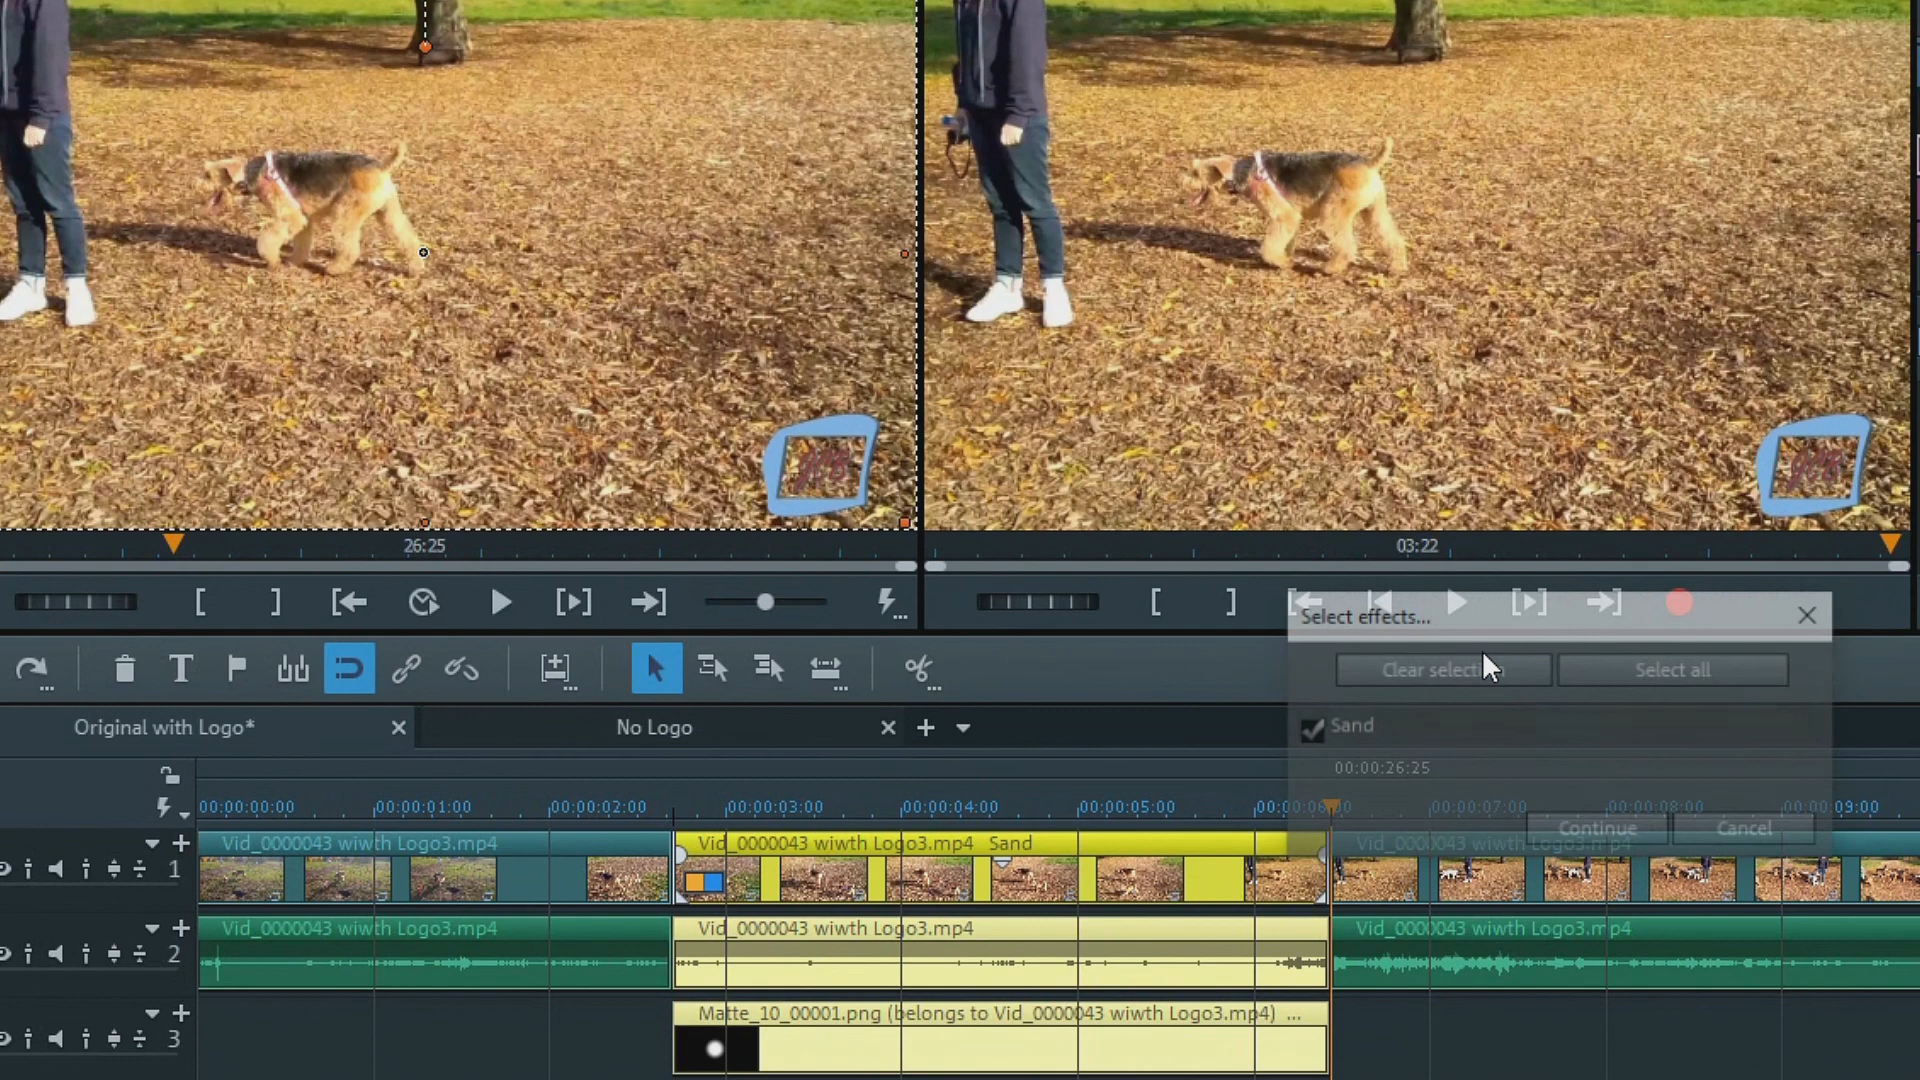 26:25
03:22
Select effects...
Select all
Original with Logo*
No Logo
Sand
00:00:26:25
00:00:00:00
00:00:01:00
00:00:02:00
00:00:03:00
00:00:04:00
00:00:05:00
00:00:07:00
00:00:08:00
00:00:09:00
Continue
Cancel
Vid_0000043 wiwth Logo3.mp4
Vid_0000043 wiwth Logo3.mp4 Sand
Vid_0000043 wiwth Logo3.mp4
1
Vid_0000043 wiwth Logo3.mp4
Vid_0000043 wiwth Logo3.mp4
Vid_0000043 wiwth Logo3.mp4
2
Matte_10_00001.png (belongs to Vid_0000043 wiwth Logo3.mp4) ...
3